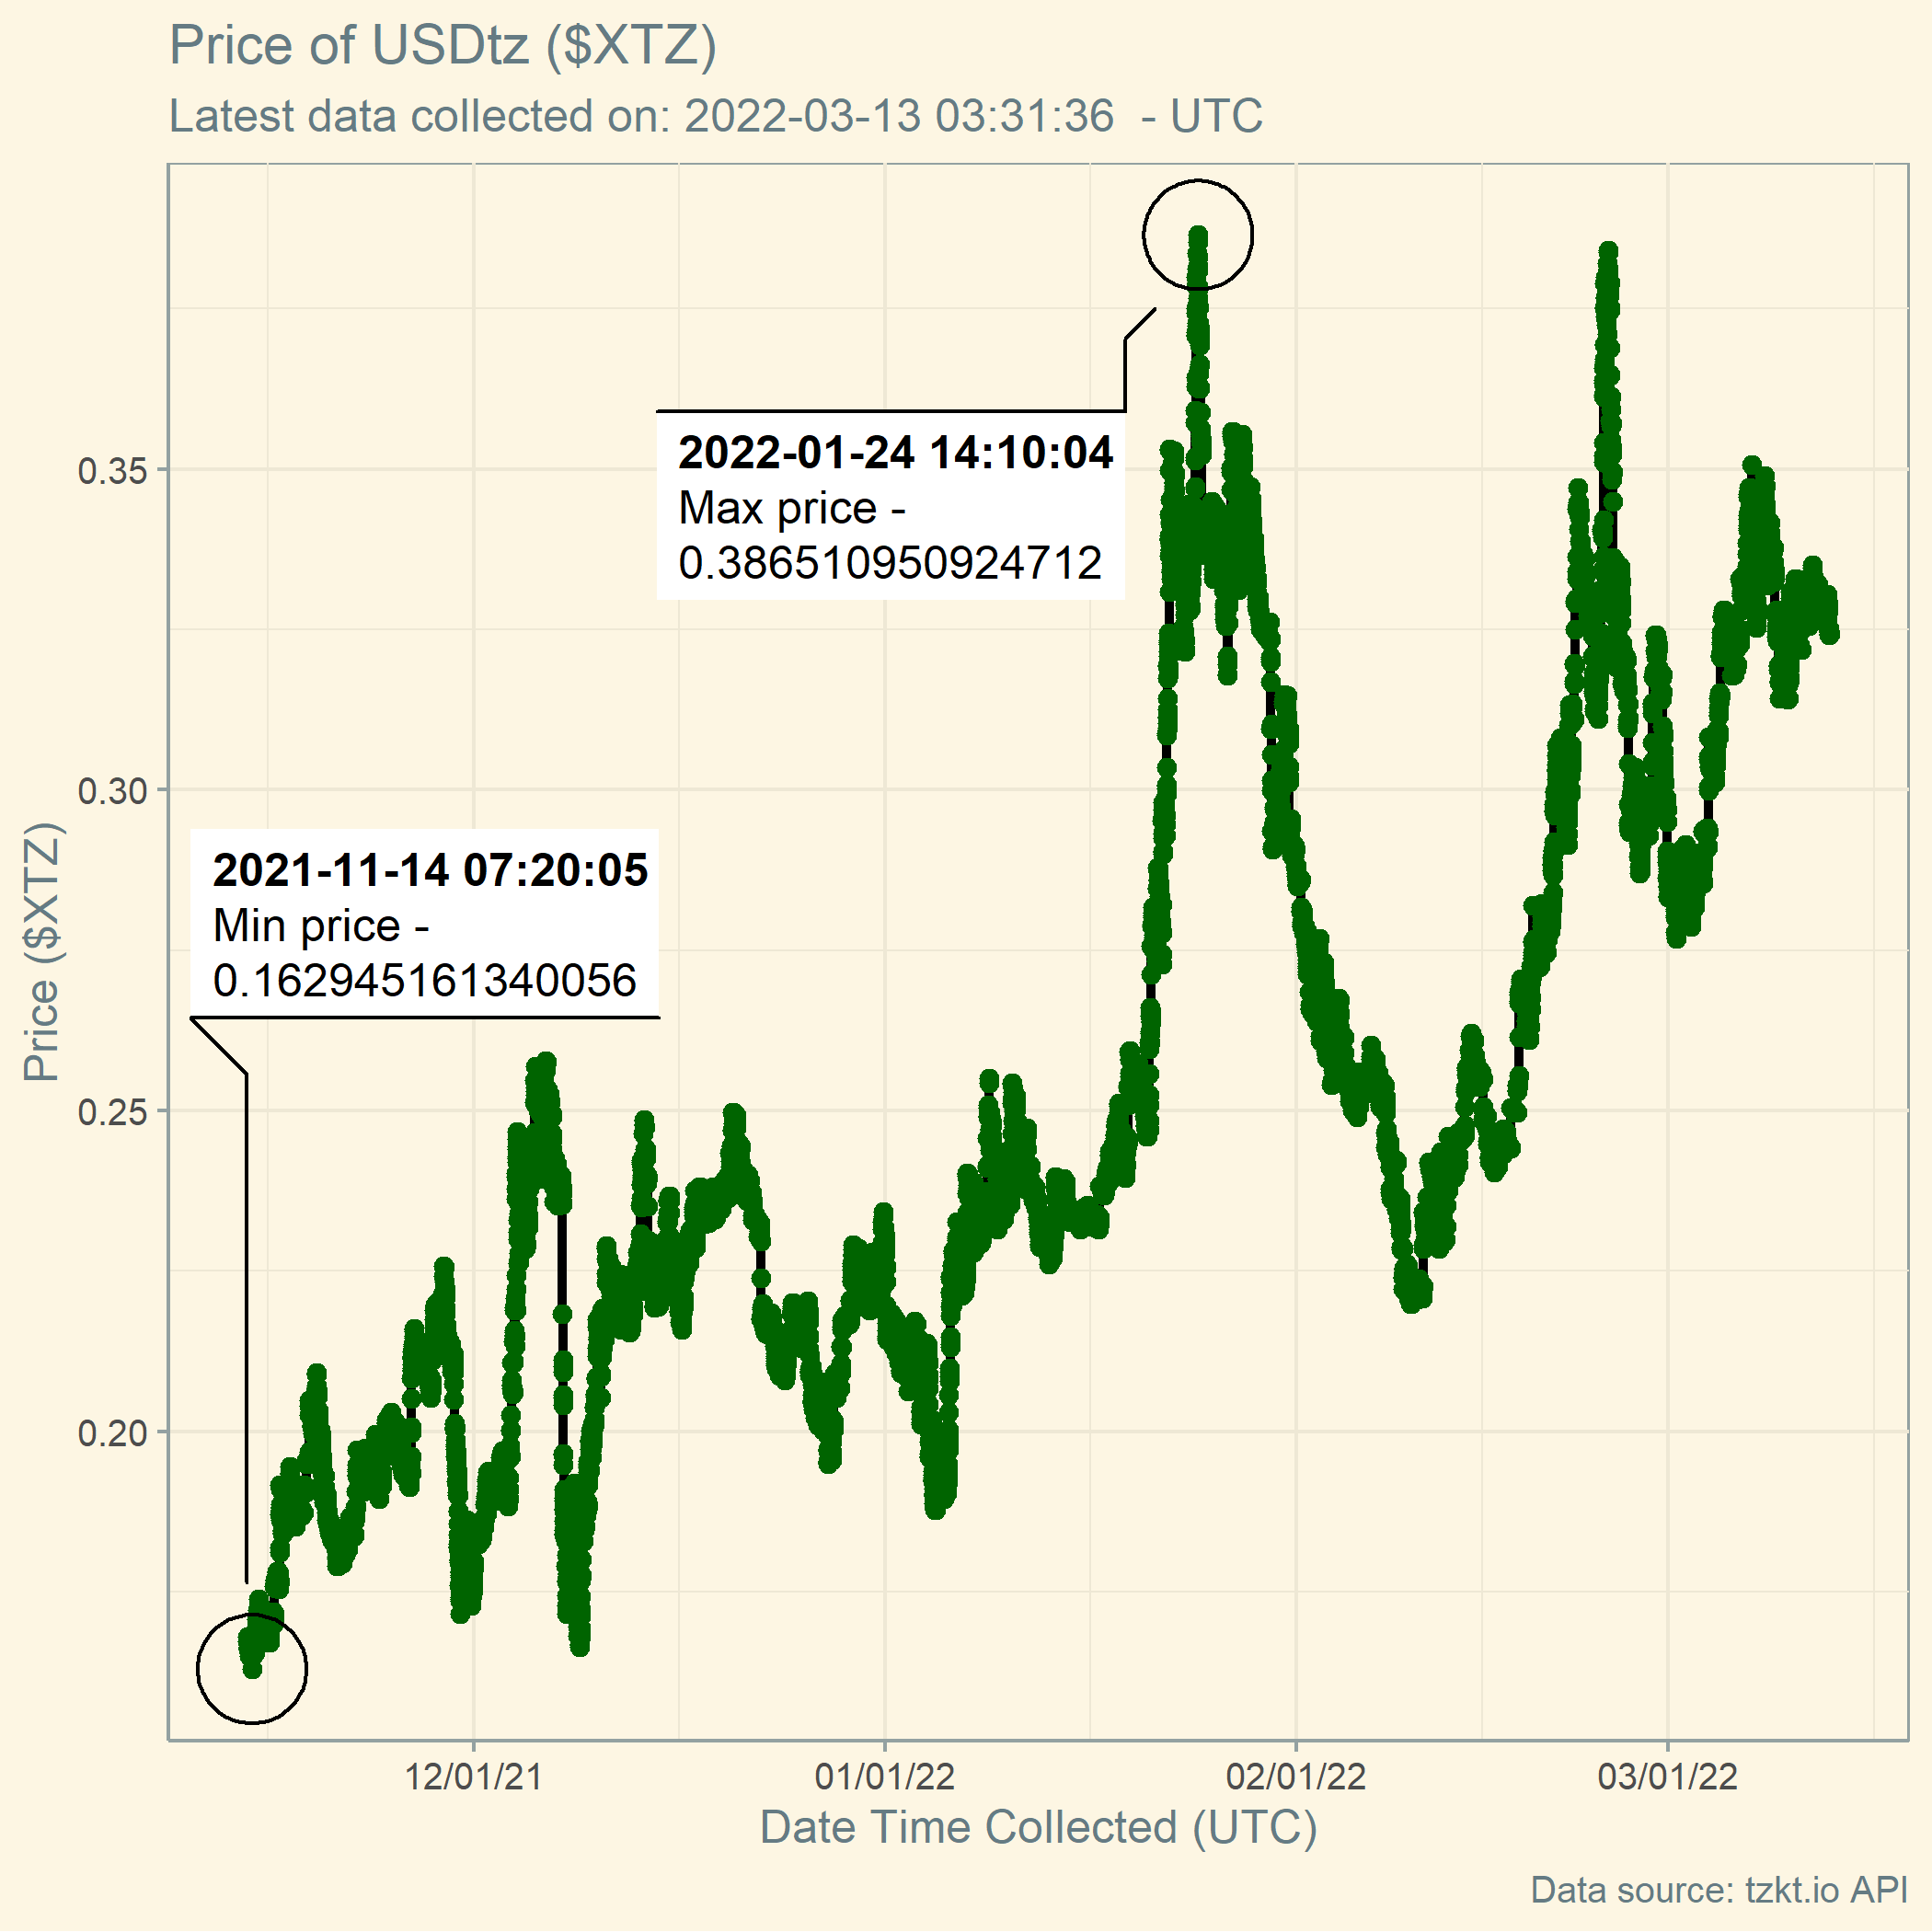 Price of USDtz ($XTZ)
Latest data collected on: 2022-03-13 03:31:36  - UTC
2022-01-24 14:10:04
Max price -
0.386510950924712
2021-11-14 07:20:05
Min price -
0.162945161340056
Price ($XTZ)
0.35
0.30
0.25
0.20
12/01/21
01/01/22
02/01/22
03/01/22
Date Time Collected (UTC)
Data source: tzkt.io API